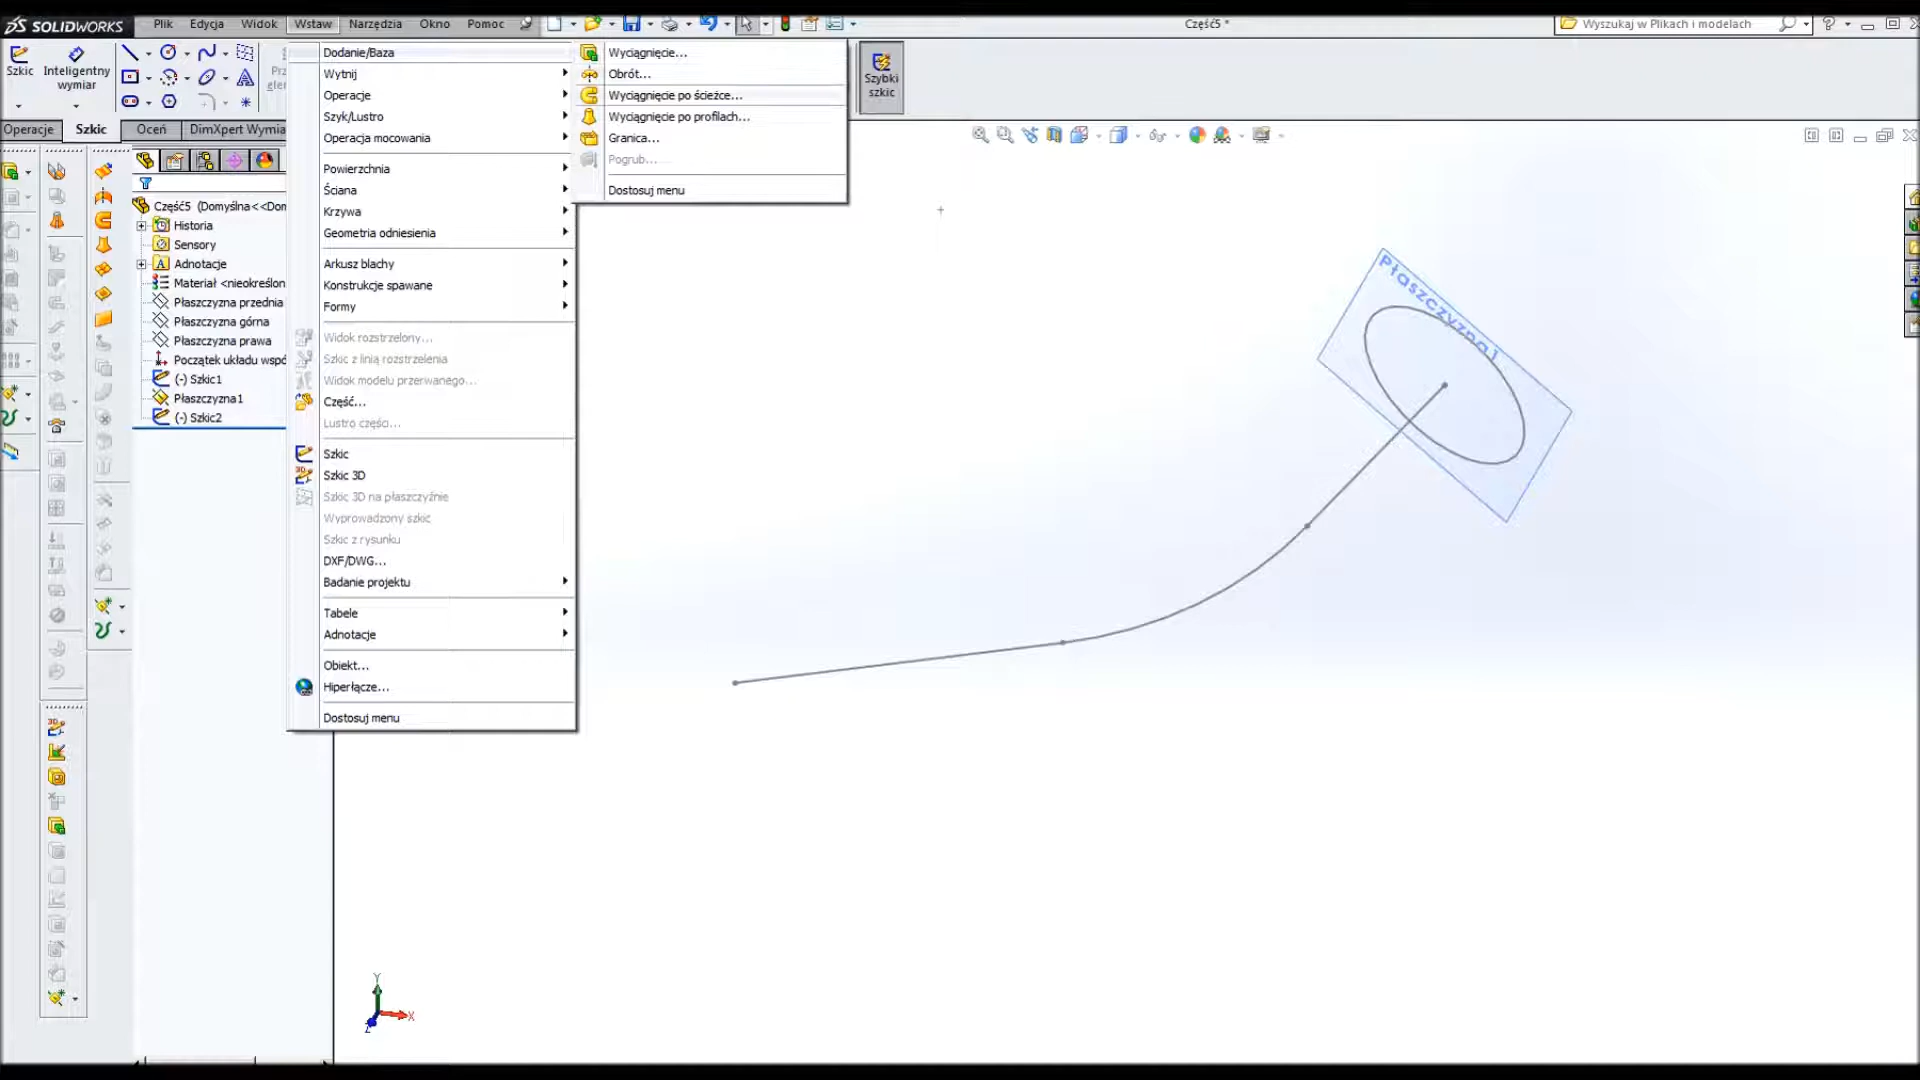 SOLIDWORKS
Plik Edycja Widok Wstaw Narzędzia Okno Pomoc
Część5 *
Wyszukaj w Plikach i modelach
Szkic
Inteligentny
wymiar
Szybki
szkic
Operacje Szkic Oceń DimXpert Wymia
Część5 (Domyślna<<Dom
Historia
Sensory
Adnotacje
Materiał <nieokreślon
Płaszczyzna przednia
Płaszczyzna górna
Płaszczyzna prawa
Początek układu wspó
(-) Szkic1
Płaszczyzna1
(-) Szkic2
Dodanie/Baza
Wytnij
Operacje
Szyk/Lustro
Operacja mocowania
Powierzchnia
Ściana
Krzywa
Geometria odniesienia
Arkusz blachy
Konstrukcje spawane
Formy
Widok rozstrzelony...
Szkic z linią rozstrzelenia
Widok modelu przerwanego...
Część...
Lustro części...
Szkic
Szkic 3D
Szkic 3D na płaszczyźnie
Wyprowadzony szkic
Szkic z rysunku
DXF/DWG...
Badanie projektu
Tabele
Adnotacje
Obiekt...
Hiperłącze...
Dostosuj menu
Wyciągnięcie...
Obrót...
Wyciągnięcie po ścieżce...
Wyciągnięcie po profilach...
Granica...
Pogrub...
Dostosuj menu
Płaszczyzna1
Y
X
Z